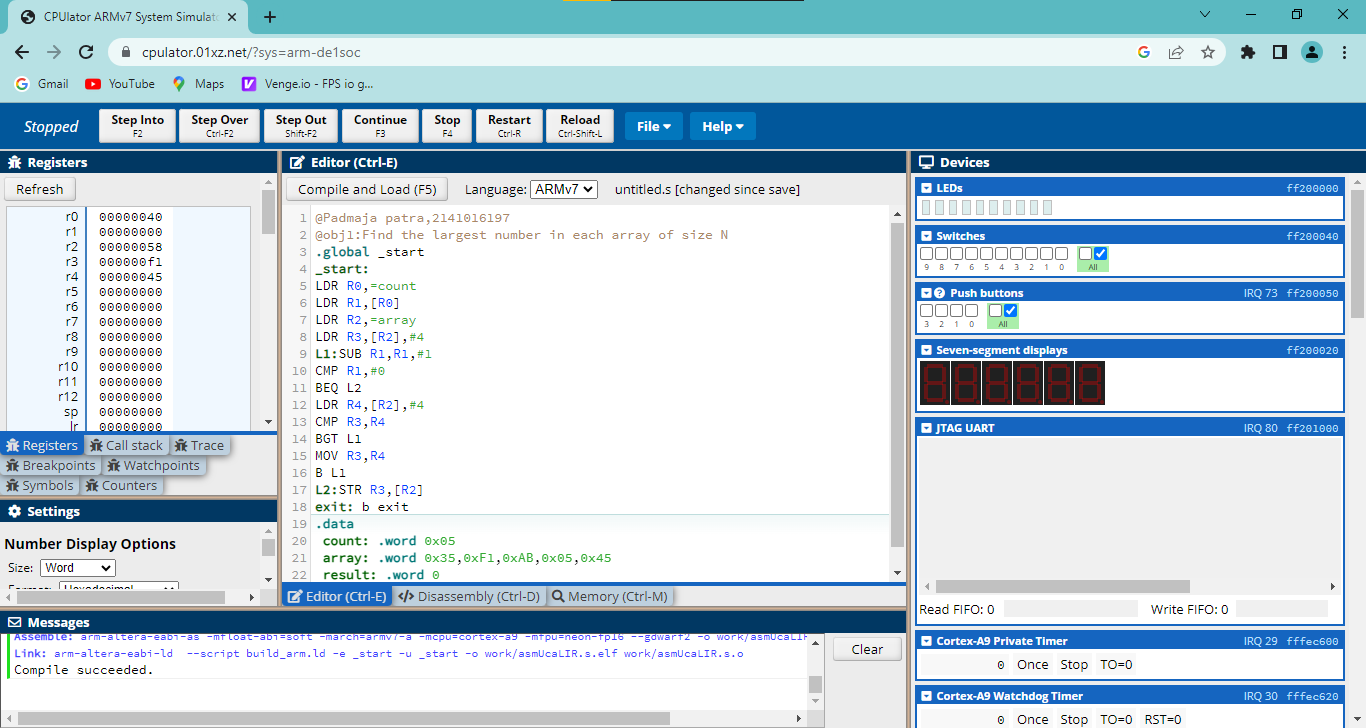 CPUlator ARMv7 System Simulato
cpulator.01xz.net/?sys=arm-de1soc
Gmail YouTube Maps Venge.io - FPS io g...
Stopped
Step Into F2
Step Over Ctrl-F2
Step Out Shift-F2
Continue F3
Stop F4
Restart Ctrl-R
Reload Ctrl-Shift-L
File Help
Registers
Refresh
r0 00000040
r1 00000000
r2 00000058
r3 000000f1
r4 00000045
r5 00000000
r6 00000000
r7 00000000
r8 00000000
r9 00000000
r10 00000000
r11 00000000
r12 00000000
sp 00000000
lr 00000000
Registers Call stack Trace
Breakpoints Watchpoints
Symbols Counters
Settings
Number Display Options
Size: Word
Format: Hexadecimal
Editor (Ctrl-E)
Compile and Load (F5) Language: ARMv7 untitled.s [changed since save]
1 @Padmaja patra,2141016197
2 @obj1:Find the largest number in each array of size N
3 .global _start
4 _start:
5 LDR R0,=count
6 LDR R1,[R0]
7 LDR R2,=array
8 LDR R3,[R2],#4
9 L1:SUB R1,R1,#1
10 CMP R1,#0
11 BEQ L2
12 LDR R4,[R2],#4
13 CMP R3,R4
14 BGT L1
15 MOV R3,R4
16 B L1
17 L2:STR R3,[R2]
18 exit: b exit
19 .data
20 count: .word 0x05
21 array: .word 0x35,0xF1,0xAB,0x05,0x45
22 result: .word 0
Editor (Ctrl-E) Disassembly (Ctrl-D) Memory (Ctrl-M)
Messages
Assemble: arm-altera-eabi-as -mfloat-abi=soft -march=armv7-a -mcpu=cortex-a9 -mfpu=neon-fp16 --gdwarf2 -o work/asmUcaLIR
Link: arm-altera-eabi-ld --script build_arm.ld -e _start -u _start -o work/asmUcaLIR.s.elf work/asmUcaLIR.s.o
Compile succeeded.
Clear
Devices
LEDs ff200000
Switches ff200040
9 8 7 6 5 4 3 2 1 0 All
Push buttons IRQ 73 ff200050
3 2 1 0 All
Seven-segment displays ff200020
JTAG UART IRQ 80 ff201000
Read FIFO: 0 Write FIFO: 0
Cortex-A9 Private Timer IRQ 29 fffec600
0 Once Stop TO=0
Cortex-A9 Watchdog Timer IRQ 30 fffec620
0 Once Stop TO=0 RST=0